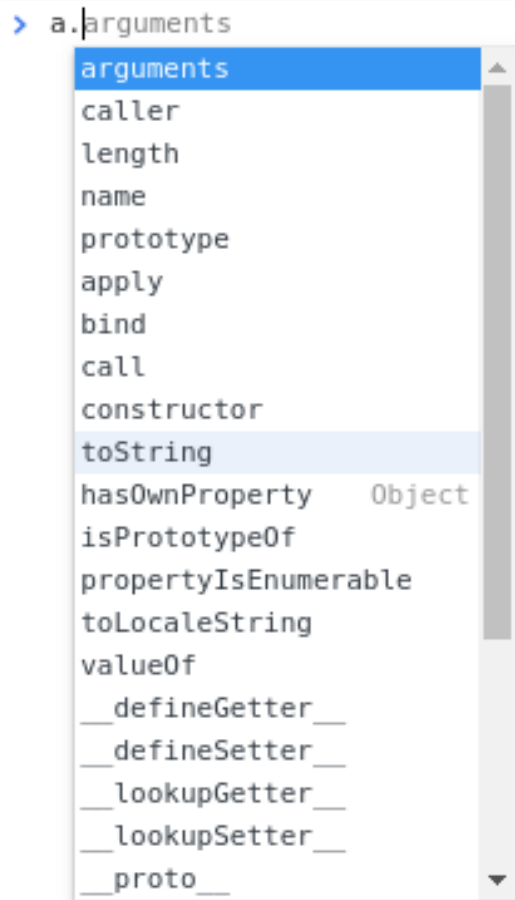 > a.arguments
arguments
caller
length
name
prototype
apply
bind
call
constructor
toString
hasOwnProperty Object
isPrototypeOf
propertyIsEnumerable
toLocaleString
valueOf
__defineGetter__
__defineSetter__
__lookupGetter__
__lookupSetter__
__proto__